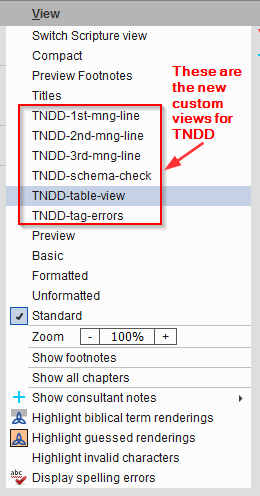 View
Switch Scripture view
Compact
Preview Footnotes
Titles
TNDD-1st-mng-line
TNDD-2nd-mng-line
TNDD-3rd-mng-line
TNDD-schema-check
TNDD-table-view
TNDD-tag-errors
These are
the new
custom
views for
TNDD
Preview
Basic
Formatted
Unformatted
Standard
Zoom - 100% +
Show footnotes
Show all chapters
Show consultant notes
Highlight biblical term renderings
Highlight guessed renderings
Highlight invalid characters
abc Display spelling errors